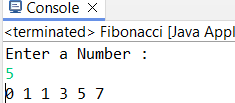 Console ×
<terminated> Fibonacci [Java Appl
Enter a Number :
5
0 1 1 3 5 7